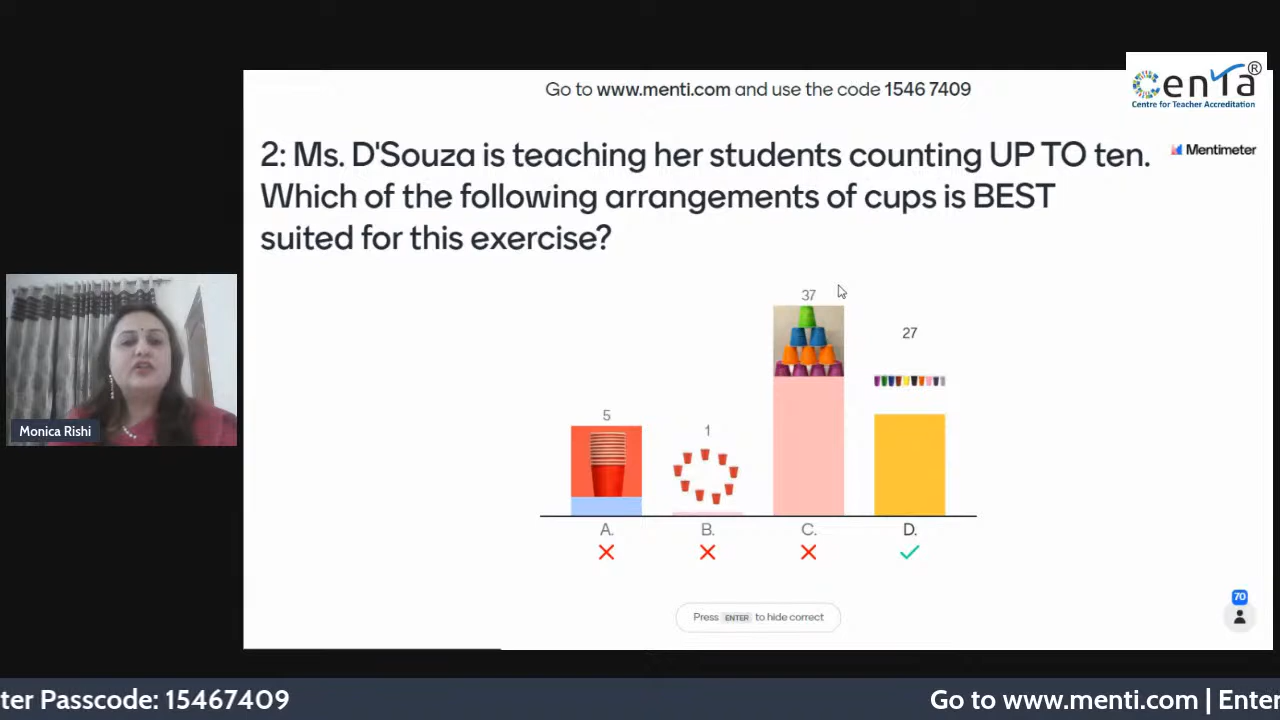 Go to www.menti.com and use the code 1546 7409
CenTa®
Centre for Teacher Accreditation
Mentimeter
2: Ms. D'Souza is teaching her students counting UP TO ten.
Which of the following arrangements of cups is BEST
suited for this exercise?
37
27
5
1
Monica Rishi
A.
B.
C.
D.
Press ENTER to hide correct
70
ter Passcode: 15467409
Go to www.menti.com | Enter